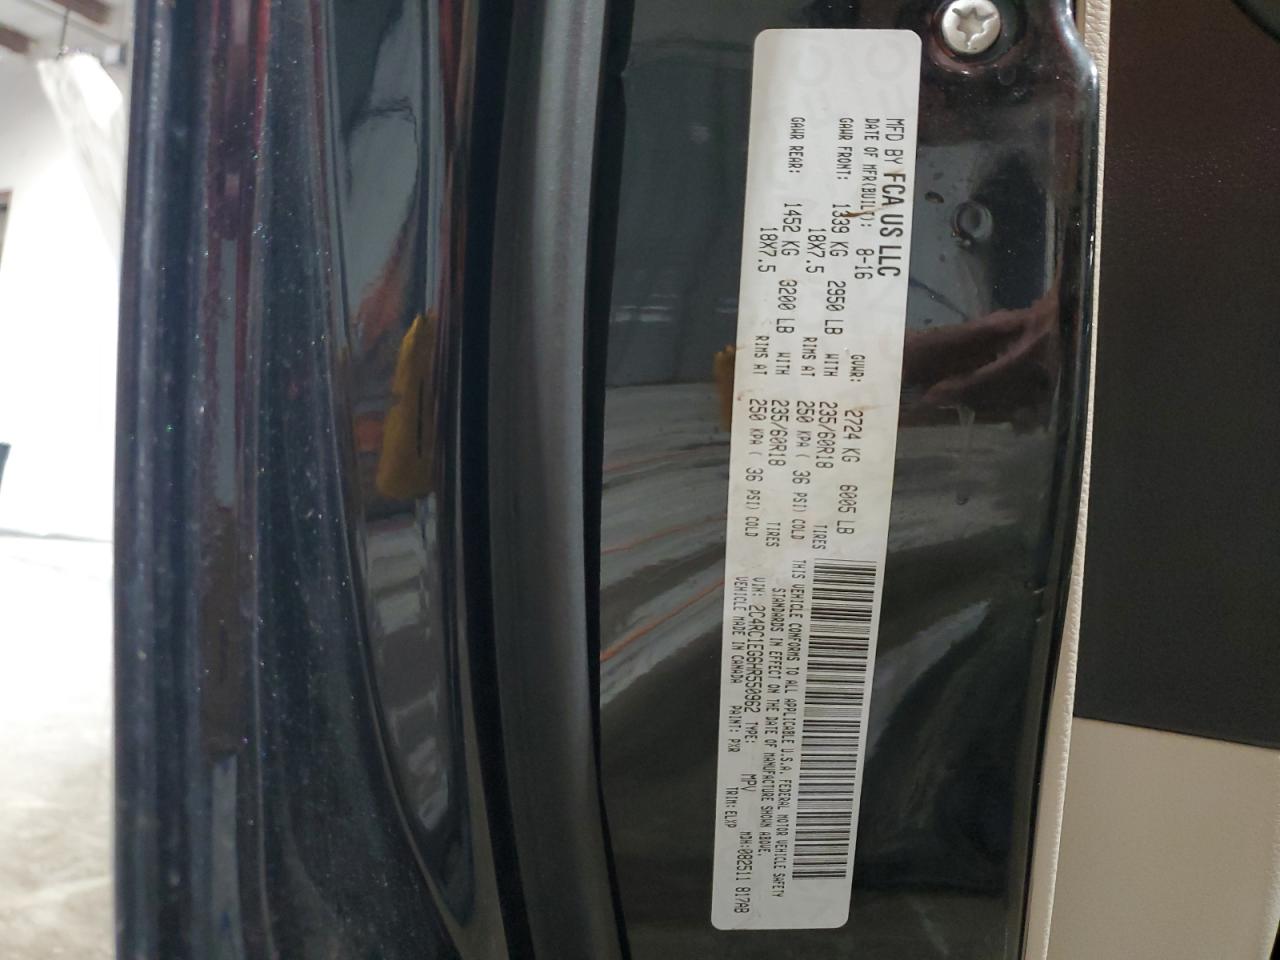 MFD BY FCA US LLC
DATE OF MFR(BUILT): 8-16 GVWR: 2724 KG 6005 LB
GAWR FRONT: 1339 KG 2950 LB WITH 235/60R18 TIRES
18X7.5 RIMS AT 250 KPA ( 36 PSI) COLD
GAWR REAR: 1452 KG 3200 LB WITH 235/60R18 TIRES
18X7.5 RIMS AT 250 KPA ( 36 PSI) COLD
THIS VEHICLE CONFORMS TO ALL APPLICABLE U.S.A. FEDERAL MOTOR VEHICLE SAFETY
STANDARDS IN EFFECT ON THE DATE OF MANUFACTURE SHOWN ABOVE.
VIN: 2C4RC1EG6HR550962 TYPE: MPV MDH:082511 817AB
VEHICLE MADE IN CANADA PAINT: PXR TRIM:ELXP